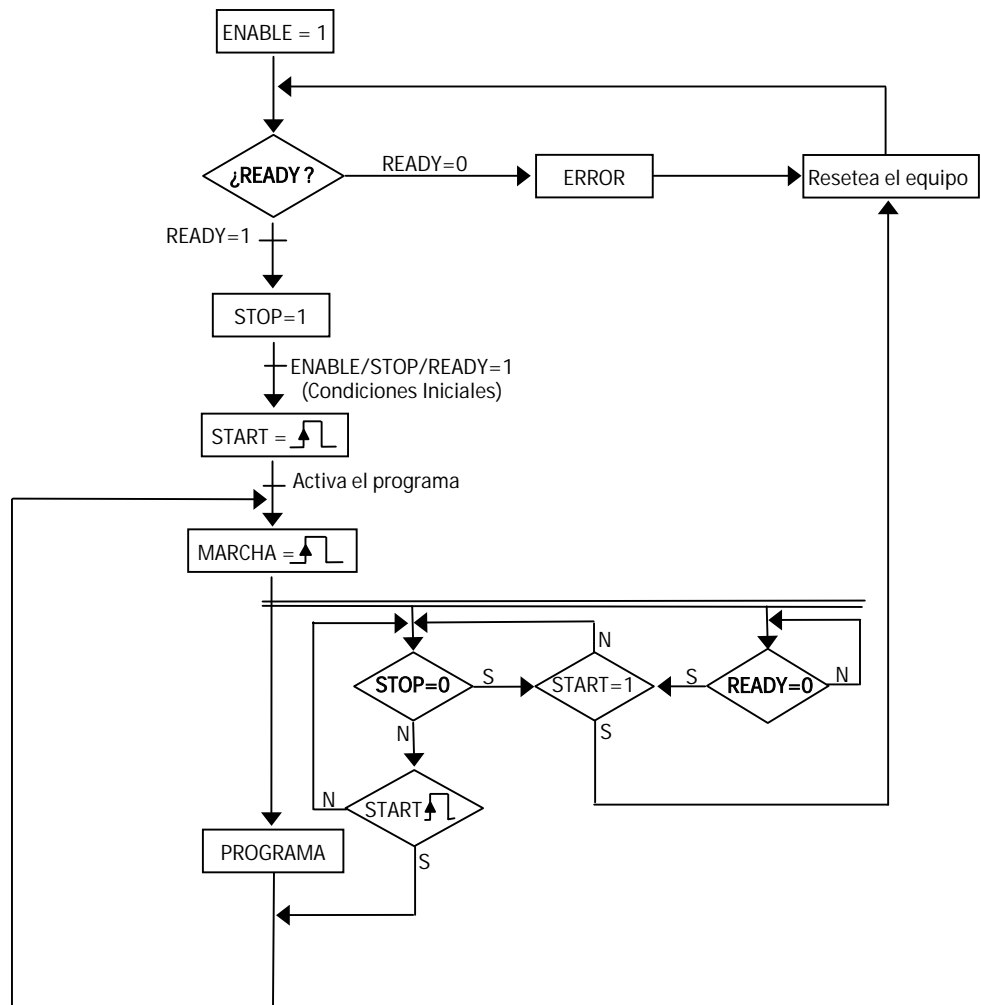 ENABLE = 1
¿READY ?
READY=0
ERROR
Resetea el equipo
READY=1
STOP=1
ENABLE/STOP/READY=1
(Condiciones Iniciales)
START =
Activa el programa
MARCHA =
N
STOP=0
S
START=1
S
READY=0
N
N
S
N
START
PROGRAMA
S